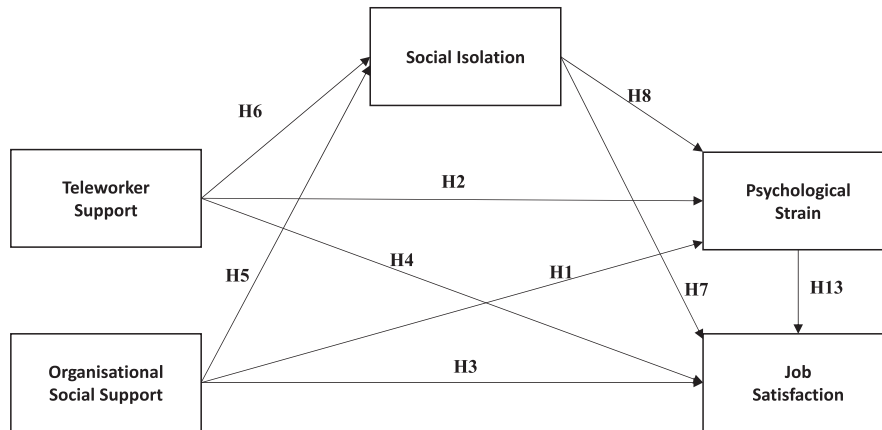 Social Isolation
H6
H8
Teleworker
Support
H2
Psychological
Strain
H5
H4
H1
H7
H13
Organisational
Social Support
H3
Job
Satisfaction